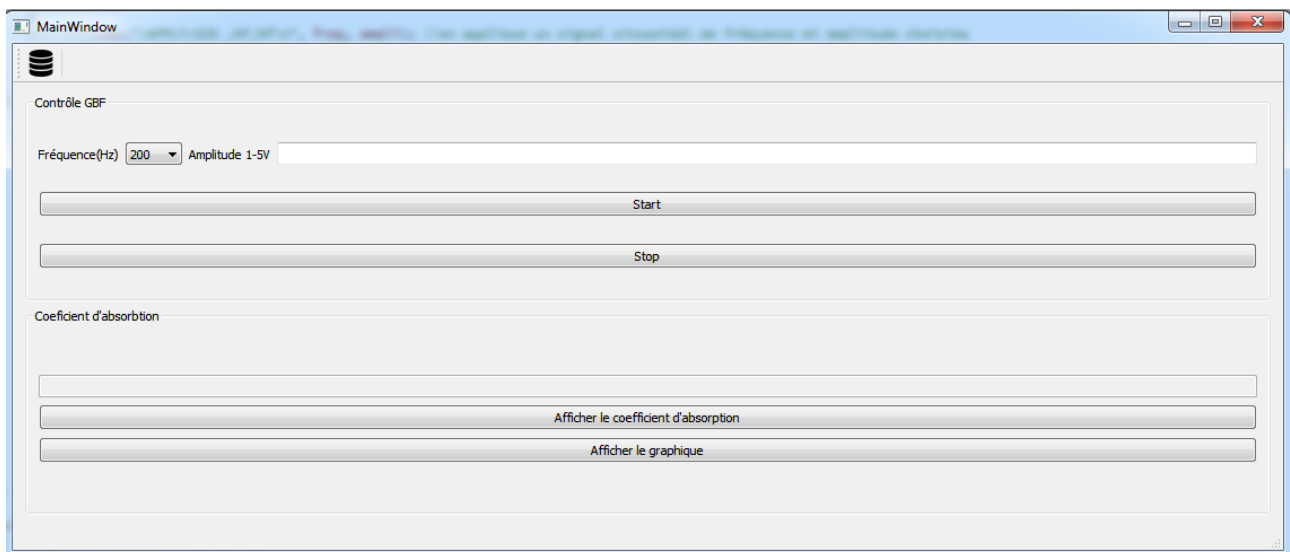 MainWindow
Contrôle GBF
Fréquence(Hz) 200 Amplitude 1-5V
Start
Stop
Coeficient d'absorbtion
Afficher le coefficient d'absorption
Afficher le graphique